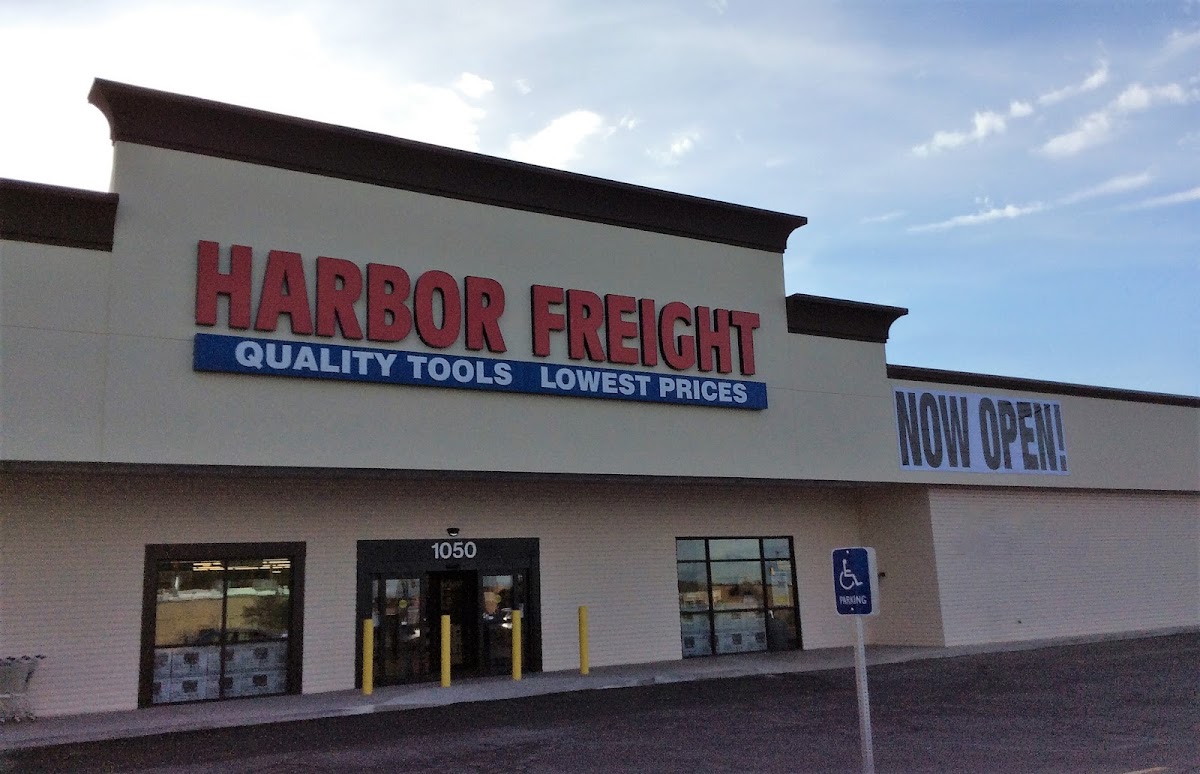 HARBOR FREIGHT
QUALITY TOOLS LOWEST PRICES
NOW OPEN!
1050
PARKING